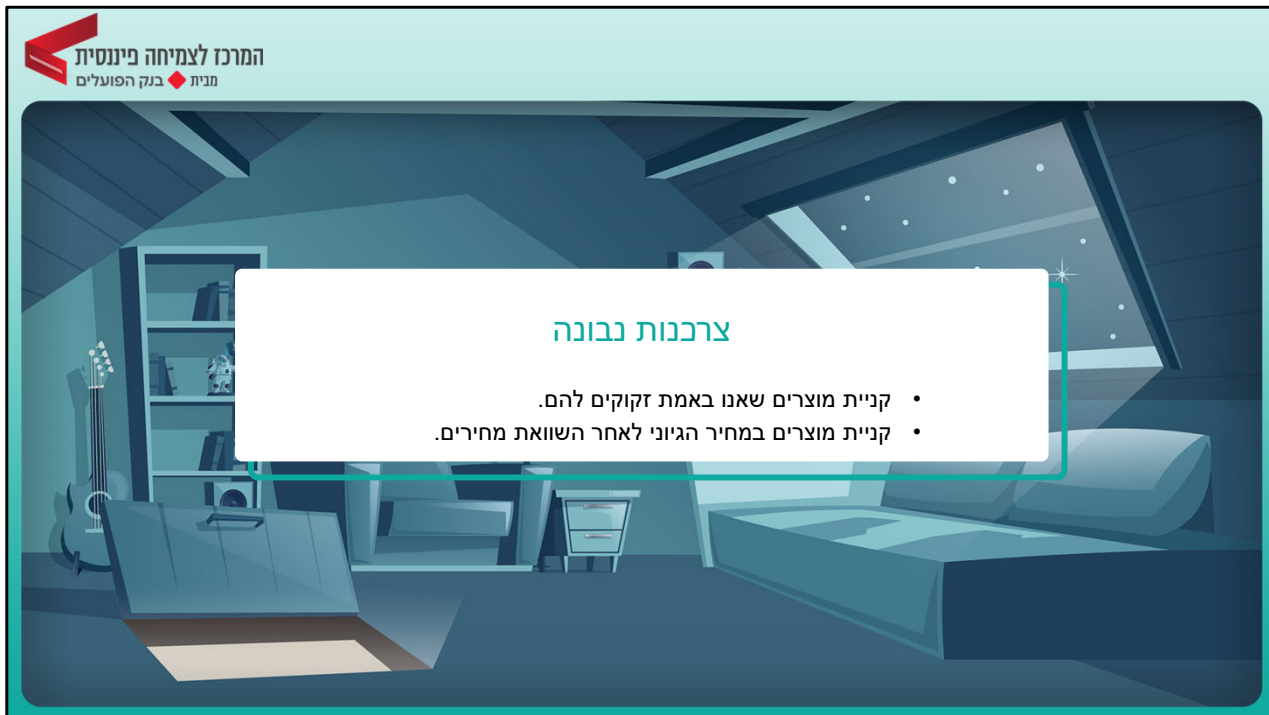 המרכז לצמיחה פיננסית
מבית בנק הפועלים
צרכנות נבונה
• קניית מוצרים שאנו באמת זקוקים להם.
• קניית מוצרים במחיר הגיוני לאחר השוואת מחירים.